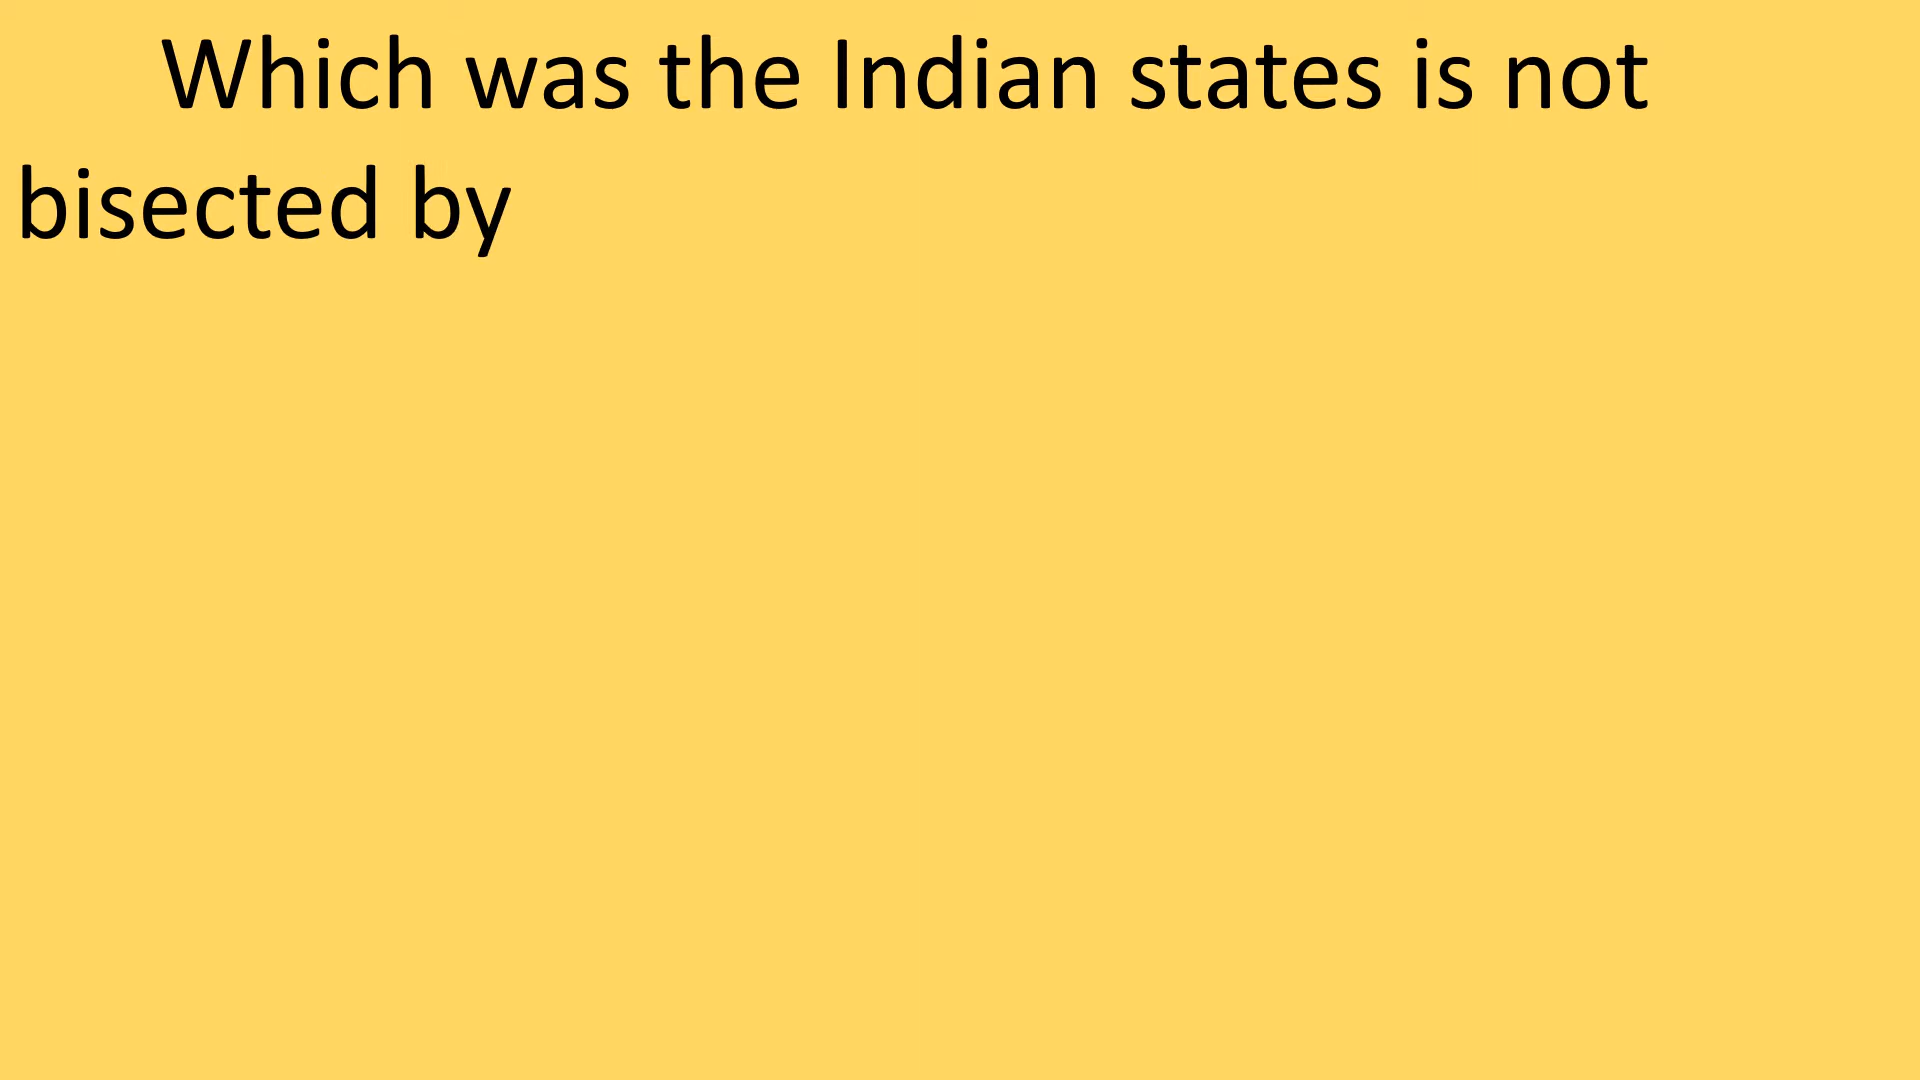 Which was the Indian states is not
bisected by